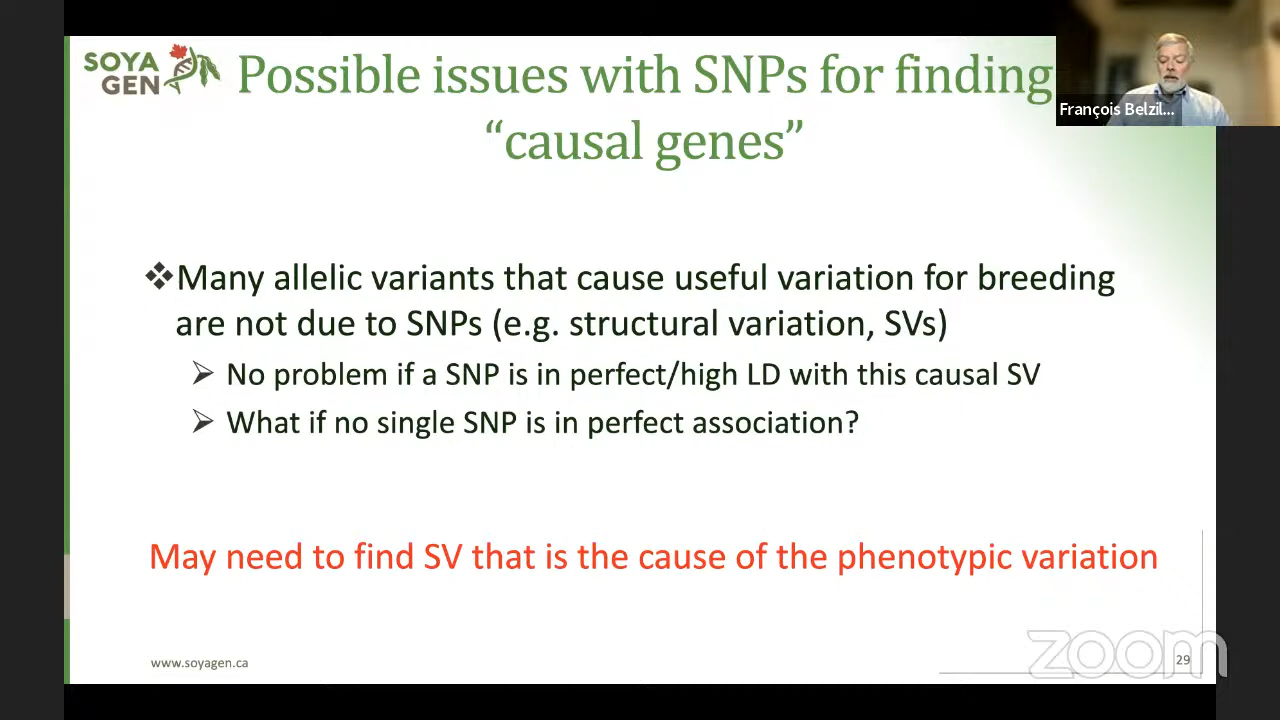 SOYA
GEN
Possible issues with SNPs for finding
“causal genes”
François Belzil...
❖Many allelic variants that cause useful variation for breeding
are not due to SNPs (e.g. structural variation, SVs)
➢ No problem if a SNP is in perfect/high LD with this causal SV
➢ What if no single SNP is in perfect association?
May need to find SV that is the cause of the phenotypic variation
www.soyagen.ca
zoom
29